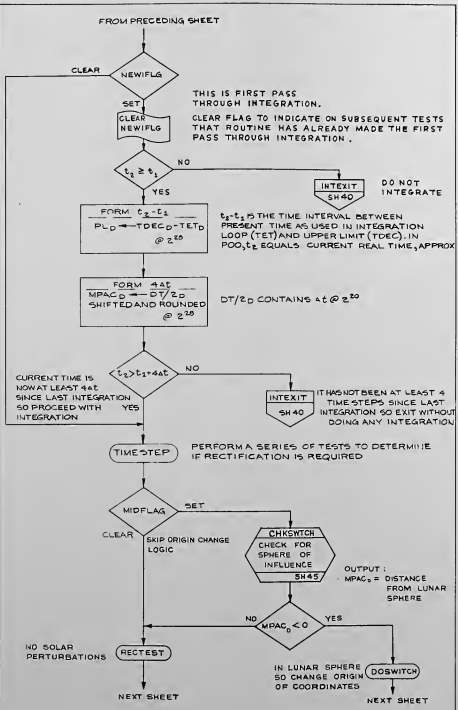 FROM PRECEDING SHEET
CLEAR
NEWIFLG
SET
THIS IS FIRST PASS
THROUGH INTEGRATION.
CLEAR
NEWIFLG
CLEAR FLAG TO INDICATE ON SUBSEQUENT TESTS
THAT ROUTINE HAS ALREADY MADE THE FIRST
PASS THROUGH INTEGRATION.
t₂ ≥ t₁
NO
YES
INTEXIT
SH 40
DO NOT
INTEGRATE
FORM t₂-t₁
PL_D ← TDEC_D-TET_D
@ 2²⁸
t₂-t₁ IS THE TIME INTERVAL BETWEEN
PRESENT TIME AS USED IN INTEGRATION
LOOP (TET) AND UPPER LIMIT (TDEC). IN
POO, t₂ EQUALS CURRENT REAL TIME, APPROX
FORM 4Δt
MPAC_D ← DT/2_D
SHIFTED AND ROUNDED
@ 2²⁸
DT/2_D CONTAINS Δt @ 2²⁰
t₂>t₁+4Δt
NO
YES
CURRENT TIME IS
NOW AT LEAST 4Δt
SINCE LAST INTEGRATION
SO PROCEED WITH
INTEGRATION
INTEXIT
SH 40
IT HAS NOT BEEN AT LEAST 4
TIME STEPS SINCE LAST
INTEGRATION SO EXIT WITHOUT
DOING ANY INTEGRATION
TIMESTEP
PERFORM A SERIES OF TESTS TO DETERMINE
IF RECTIFICATION IS REQUIRED
MIDFLAG
SET
CLEAR
SKIP ORIGIN CHANGE
LOGIC
CHKSWTCH
CHECK FOR
SPHERE OF
INFLUENCE
SH45
OUTPUT:
MPAC_D = DISTANCE
FROM LUNAR
SPHERE
NO
MPAC_D < 0
YES
NO SOLAR
PERTURBATIONS
RECTEST
NEXT SHEET
IN LUNAR SPHERE
SO CHANGE ORIGIN
OF COORDINATES
DOSWITCH
NEXT SHEET